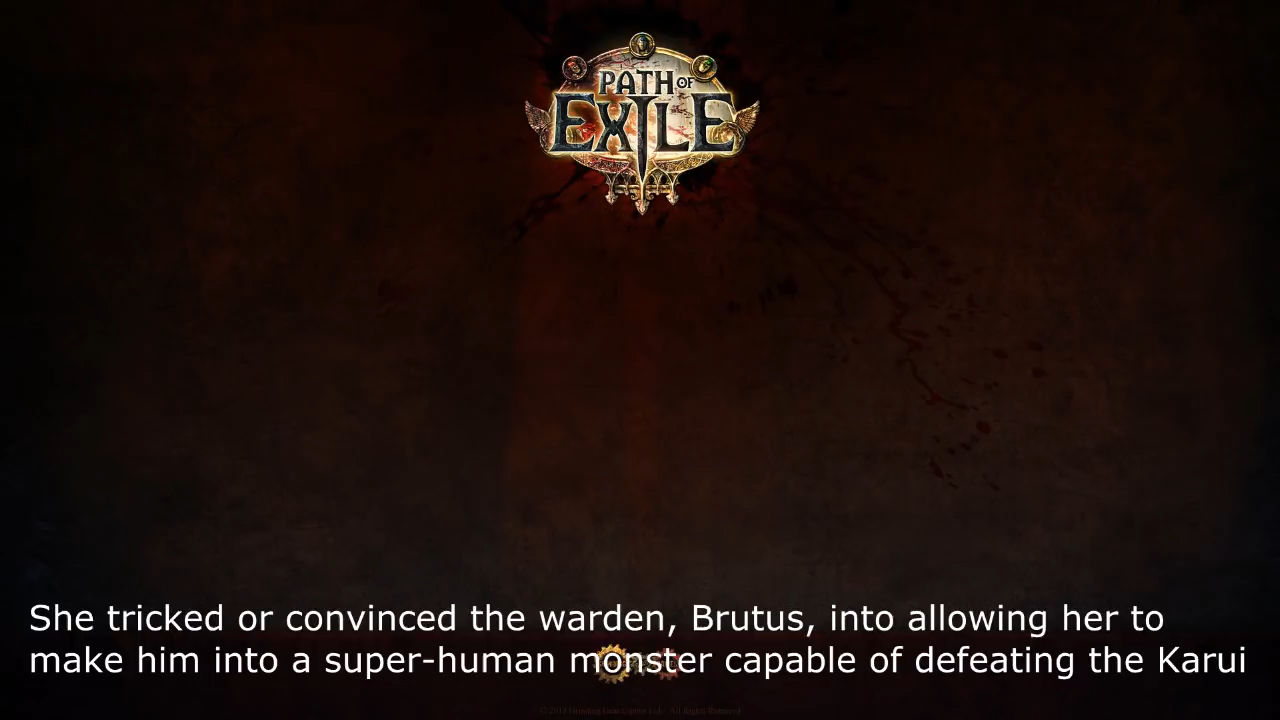 PATH OF
EXILE
She tricked or convinced the warden, Brutus, into allowing her to
make him into a super-human monster capable of defeating the Karui